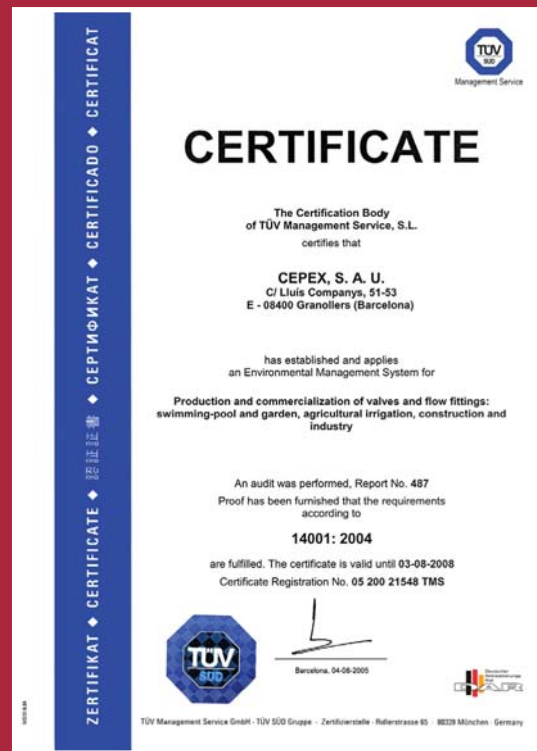 TÜV
SÜD
Management Service
CERTIFICATE
The Certification Body
of TÜV Management Service, S.L.
certifies that
CEPEX, S. A. U.
C/ Lluís Companys, 51-53
E - 08400 Granollers (Barcelona)
has established and applies
an Environmental Management System for
Production and commercialization of valves and flow fittings:
swimming-pool and garden, agricultural irrigation, construction and
industry
An audit was performed, Report No. 487
Proof has been furnished that the requirements
according to
14001: 2004
are fulfilled. The certificate is valid until 03-08-2008
Certificate Registration No. 05 200 21548 TMS
TÜV
SÜD
Barcelona, 04-08-2005
TÜV Management Service GmbH - TÜV SÜD Gruppe - Zertifizierstelle - Ridlerstrasse 65 - 80339 München - Germany
ZERTIFIKAT ◆ CERTIFICATE ◆ 認証証書 ◆ СЕРТИФИКАТ ◆ CERTIFICADO ◆ CERTIFICAT